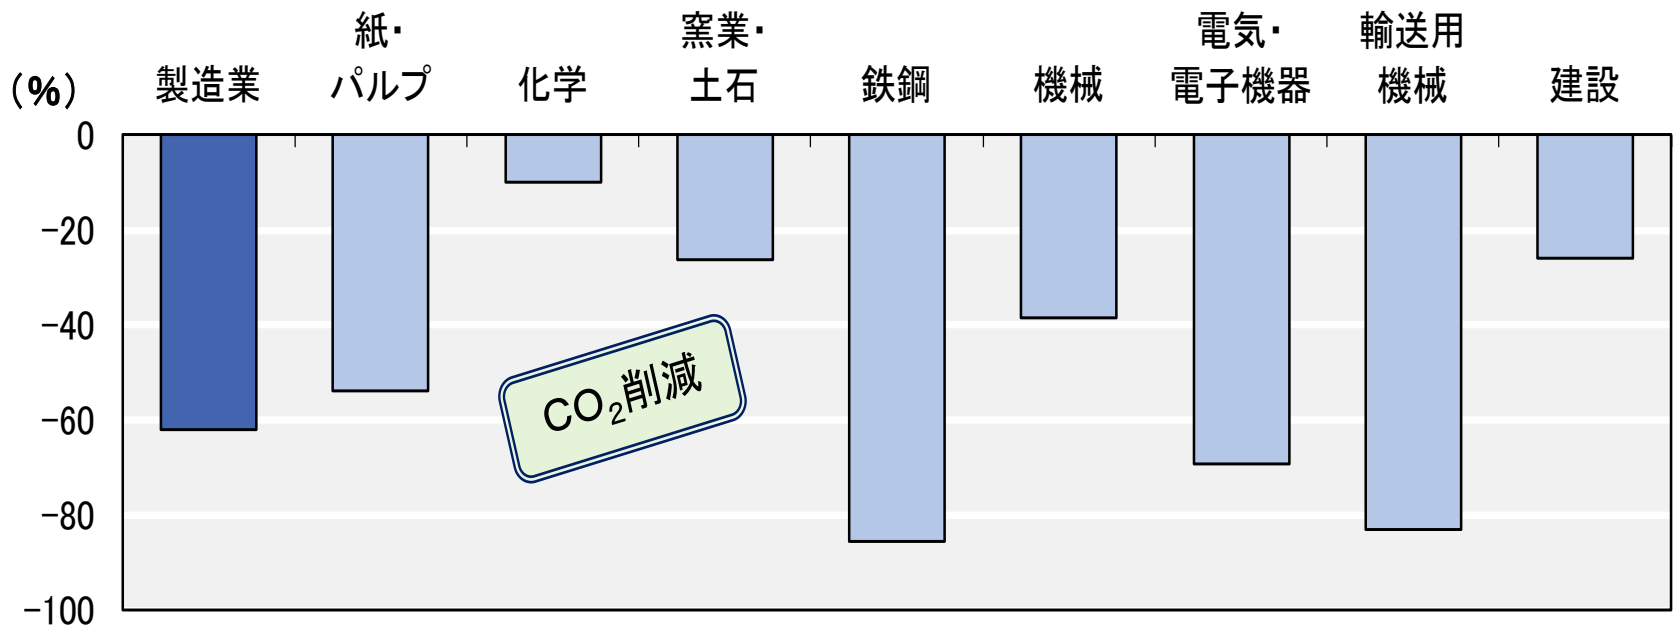 (%)
製造業
紙・
パルプ
化学
窯業・
土石
鉄鋼
機械
電気・
電子機器
輸送用
機械
建設
0
-20
-40
-60
-80
-100
CO₂削減